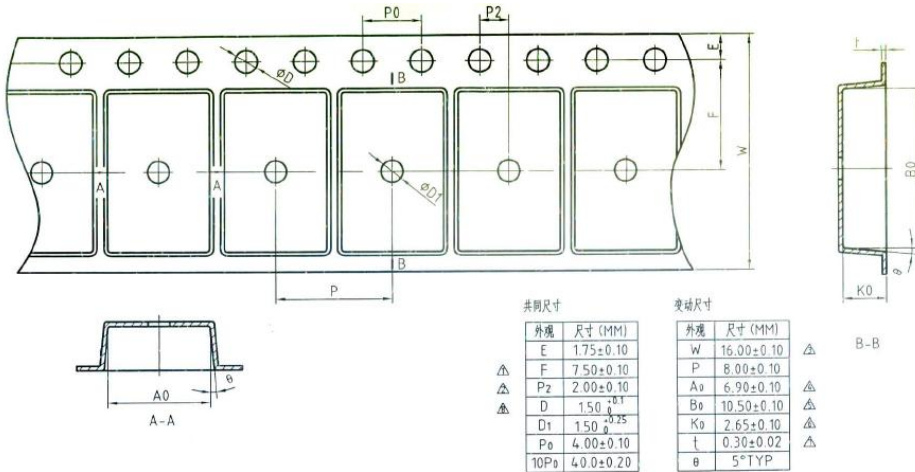 P0
P2
E
t
ØD
B
F
W
B0
A
A
ØD1
B
θ
P
K0
B-B
θ
A0
A-A
共同尺寸
外观 尺寸 (MM)
E 1.75±0.10
F 7.50±0.10
P2 2.00±0.10
D 1.50 +0.1 0
D1 1.50 +0.25 0
P0 4.00±0.10
10P0 40.0±0.20
变动尺寸
外观 尺寸 (MM)
W 16.00±0.10
P 8.00±0.10
A0 6.90±0.10
B0 10.50±0.10
K0 2.65±0.10
t 0.30±0.02
θ 5°TYP